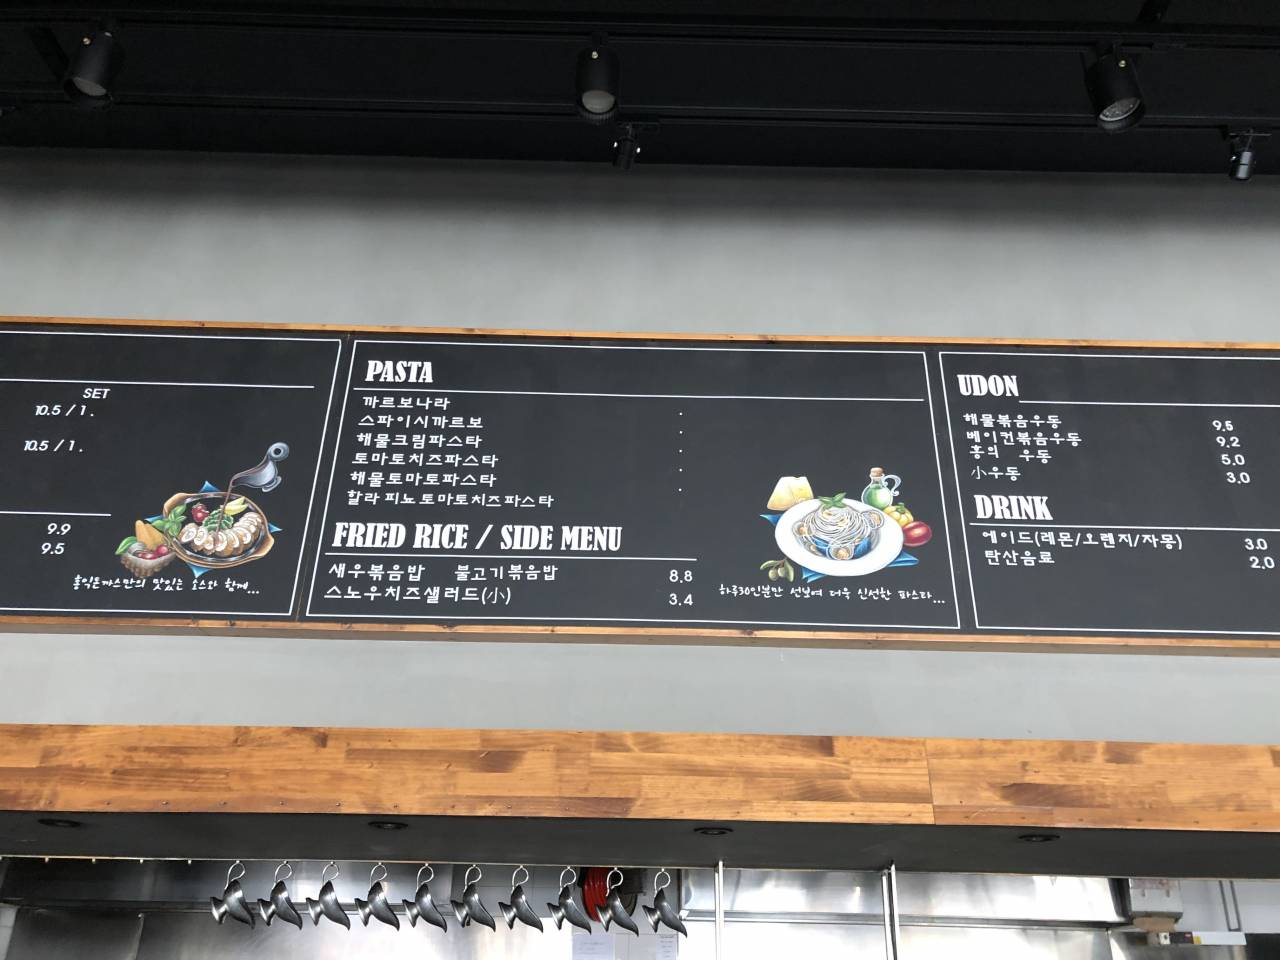 SET
10.5 / 1.
10.5 / 1.
9.9
9.5
홍익돈까스만의 맛있는 소스와 함께...
PASTA
까르보나라
스파이시까르보
해물크림파스타
토마토치즈파스타
해물토마토파스타
할라피뇨토마토치즈파스타
FRIED RICE / SIDE MENU
새우볶음밥 불고기볶음밥 8.8
스노우치즈샐러드(小) 3.4
하루30인분만 선보여 더욱 신선한 파스타...
UDON
해물볶음우동 9.5
베이컨볶음우동 9.2
홍익 우동 5.0
小우동 3.0
DRINK
에이드(레몬/오렌지/자몽) 3.0
탄산음료 2.0